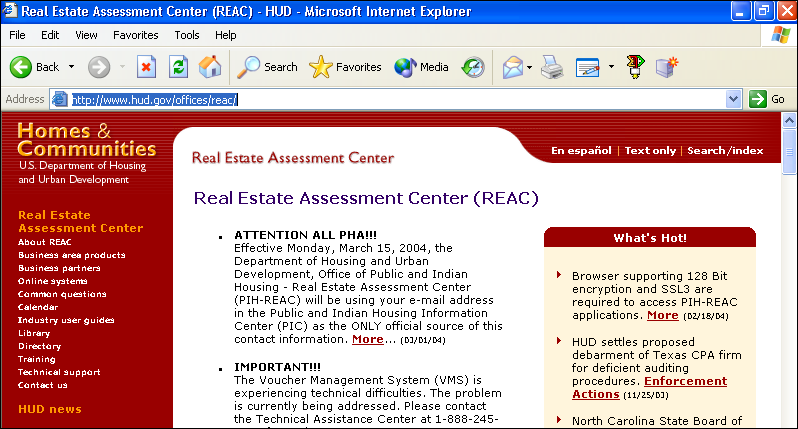 Real Estate Assessment Center (REAC) - HUD - Microsoft Internet Explorer
File Edit View Favorites Tools Help
Back Search Favorites Media
Address http://www.hud.gov/offices/reac/ Go
Homes &
Communities
U.S. Department of Housing
and Urban Development
Real Estate Assessment Center
En español | Text only | Search/index
Real Estate
Assessment Center
About REAC
Business area products
Business partners
Online systems
Common questions
Calendar
Industry user guides
Library
Directory
Training
Technical support
Contact us
HUD news
Real Estate Assessment Center (REAC)
ATTENTION ALL PHA!!!
Effective Monday, March 15, 2004, the
Department of Housing and Urban
Development, Office of Public and Indian
Housing - Real Estate Assessment Center
(PIH-REAC) will be using your e-mail address
in the Public and Indian Housing Information
Center (PIC) as the ONLY official source of this
contact information. More... (03/01/04)
IMPORTANT!!!
The Voucher Management System (VMS) is
experiencing technical difficulties. The problem
is currently being addressed. Please contact
the Technical Assistance Center at 1-888-245-
What's Hot!
Browser supporting 128 Bit
encryption and SSL3 are
required to access PIH-REAC
applications. More (02/18/04)
HUD settles proposed
debarment of Texas CPA firm
for deficient auditing
procedures. Enforcement
Actions (11/25/03)
North Carolina State Board of